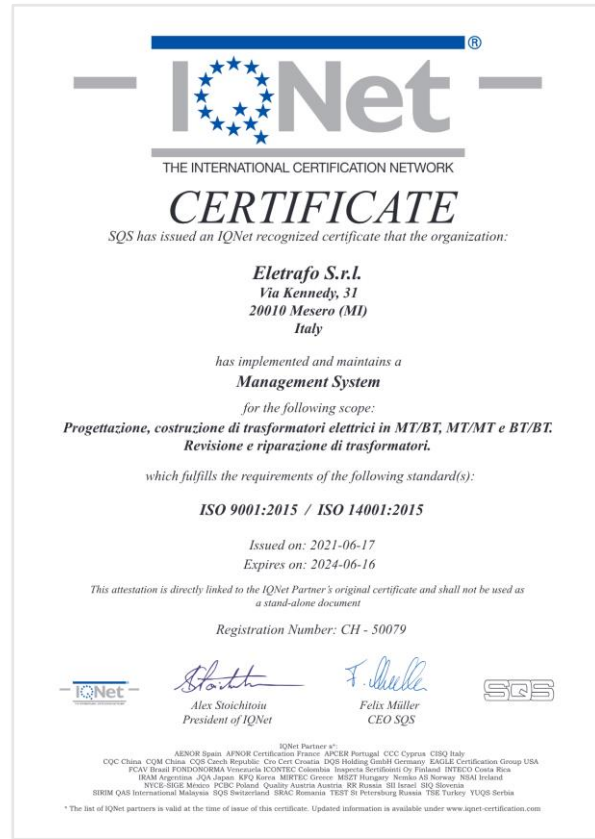 ®
IQNet
THE INTERNATIONAL CERTIFICATION NETWORK
CERTIFICATE
SQS has issued an IQNet recognized certificate that the organization:
Eletrafo S.r.l.
Via Kennedy, 31
20010 Mesero (MI)
Italy
has implemented and maintains a
Management System
for the following scope:
Progettazione, costruzione di trasformatori elettrici in MT/BT, MT/MT e BT/BT.
Revisione e riparazione di trasformatori.
which fulfills the requirements of the following standard(s):
ISO 9001:2015 / ISO 14001:2015
Issued on: 2021-06-17
Expires on: 2024-06-16
This attestation is directly linked to the IQNet Partner's original certificate and shall not be used as
a stand-alone document
Registration Number: CH - 50079
IQNet
SQS
Alex Stoichitoiu
President of IQNet
Felix Müller
CEO SQS
IQNet Partner s*:
AENOR Spain AFNOR Certification France APCER Portugal CCC Cyprus CISQ Italy
CQC China CQM China CQS Czech Republic Cro Cert Croatia DQS Holding GmbH Germany EAGLE Certification Group USA
FCAV Brazil FONDONORMA Venezuela ICONTEC Colombia Inspecta Sertifiointi Oy Finland INTECO Costa Rica
IRAM Argentina JQA Japan KFQ Korea MIRTEC Greece MSZT Hungary Nemko AS Norway NSAI Ireland
NYCE-SIGE México PCBC Poland Quality Austria Austria RR Russia SII Israel SIQ Slovenia
SIRIM QAS International Malaysia SQS Switzerland SRAC Romania TEST St Petersburg Russia TSE Turkey YUQS Serbia
* The list of IQNet partners is valid at the time of issue of this certificate. Updated information is available under www.iqnet-certification.com